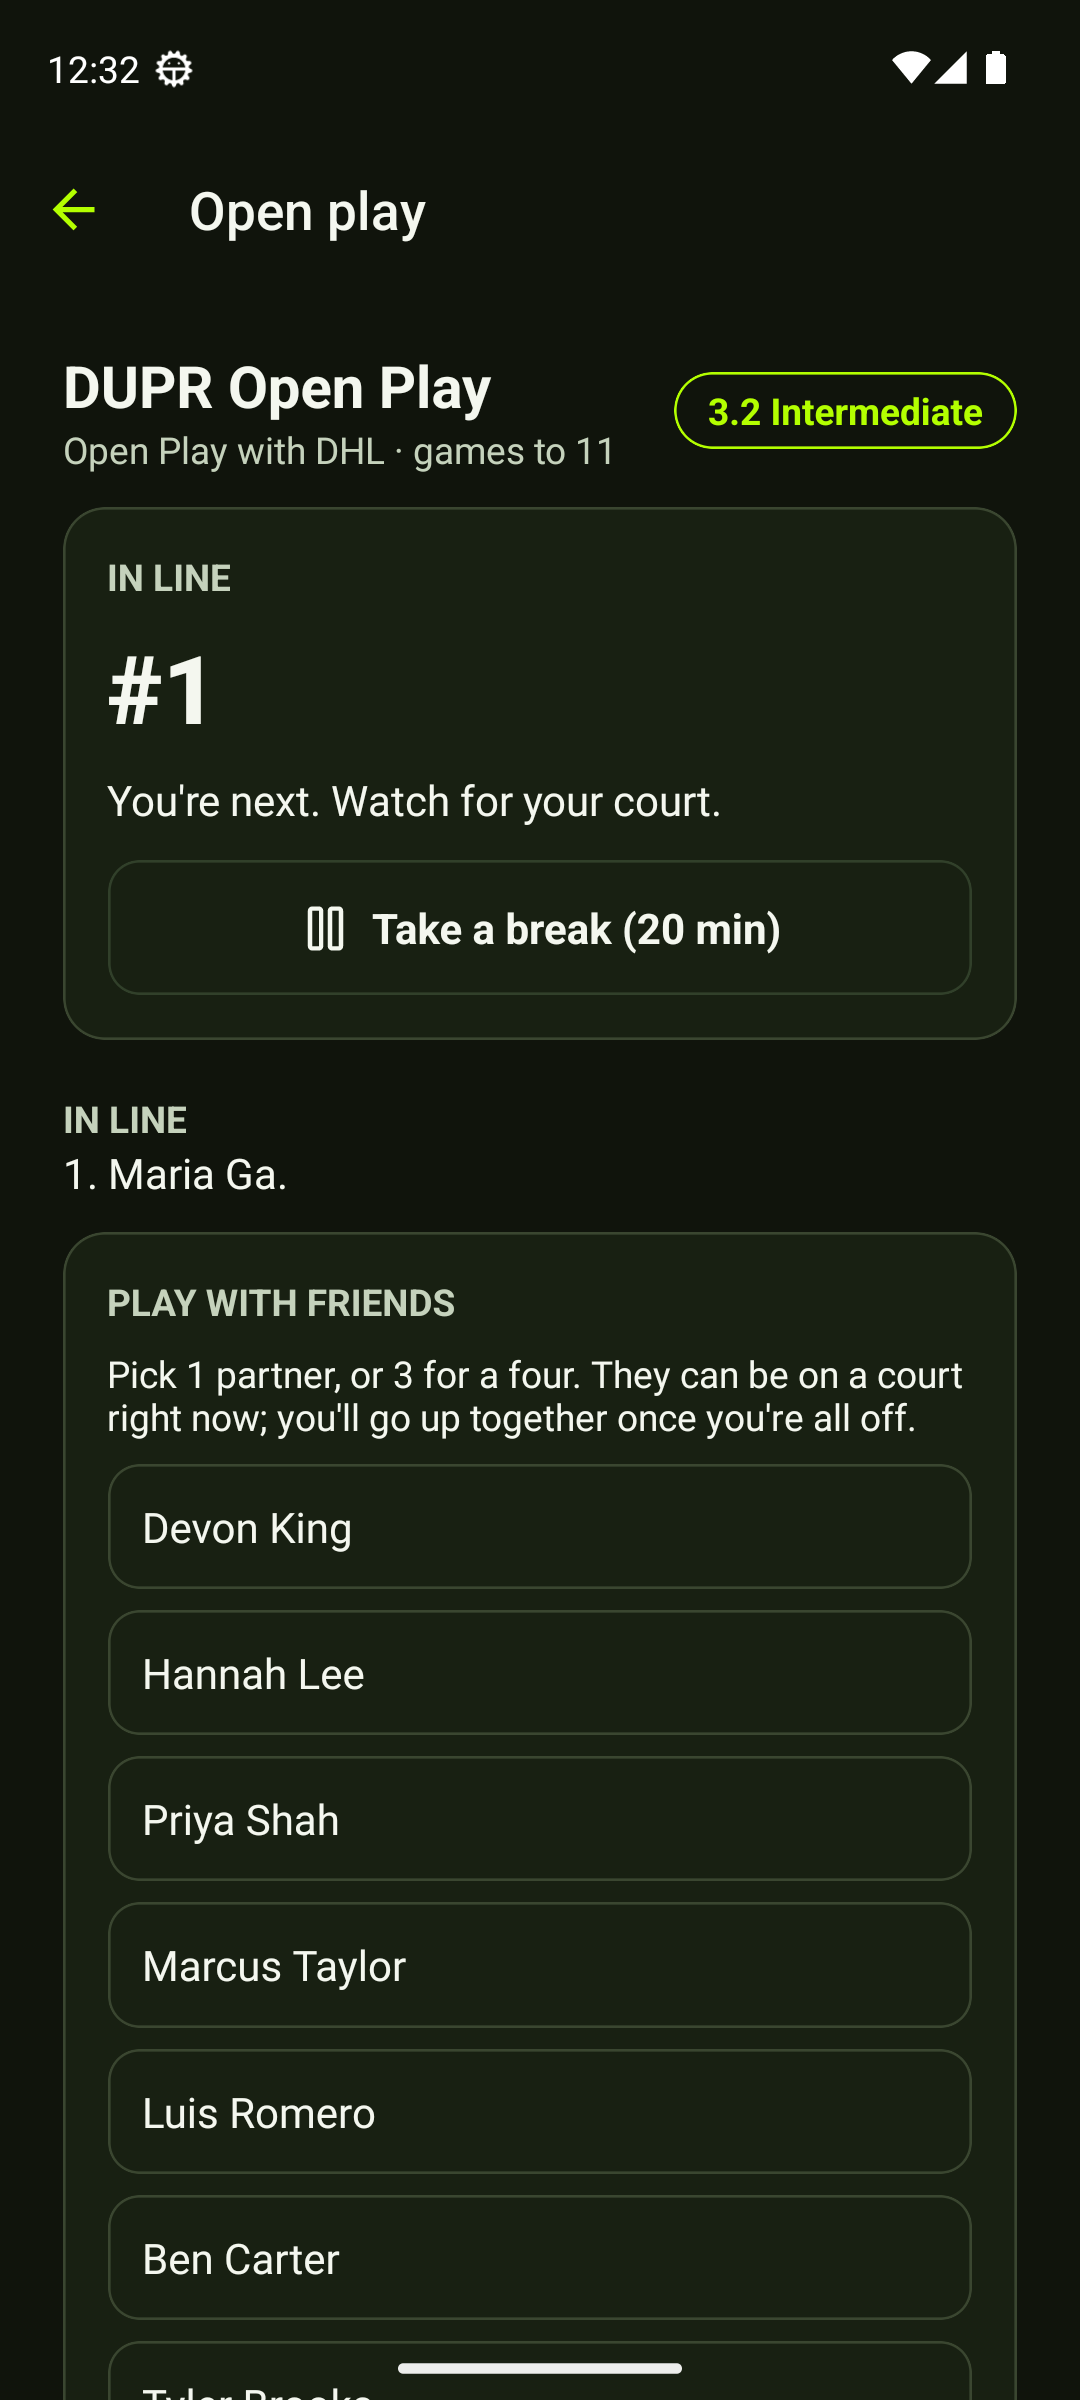 12:32
Open play
DUPR Open Play
3.2 Intermediate
Open Play with DHL · games to 11
IN LINE
#1
You're next. Watch for your court.
Take a break (20 min)
IN LINE
1. Maria Ga.
PLAY WITH FRIENDS
Pick 1 partner, or 3 for a four. They can be on a court
right now; you'll go up together once you're all off.
Devon King
Hannah Lee
Priya Shah
Marcus Taylor
Luis Romero
Ben Carter
Tyler Brooks